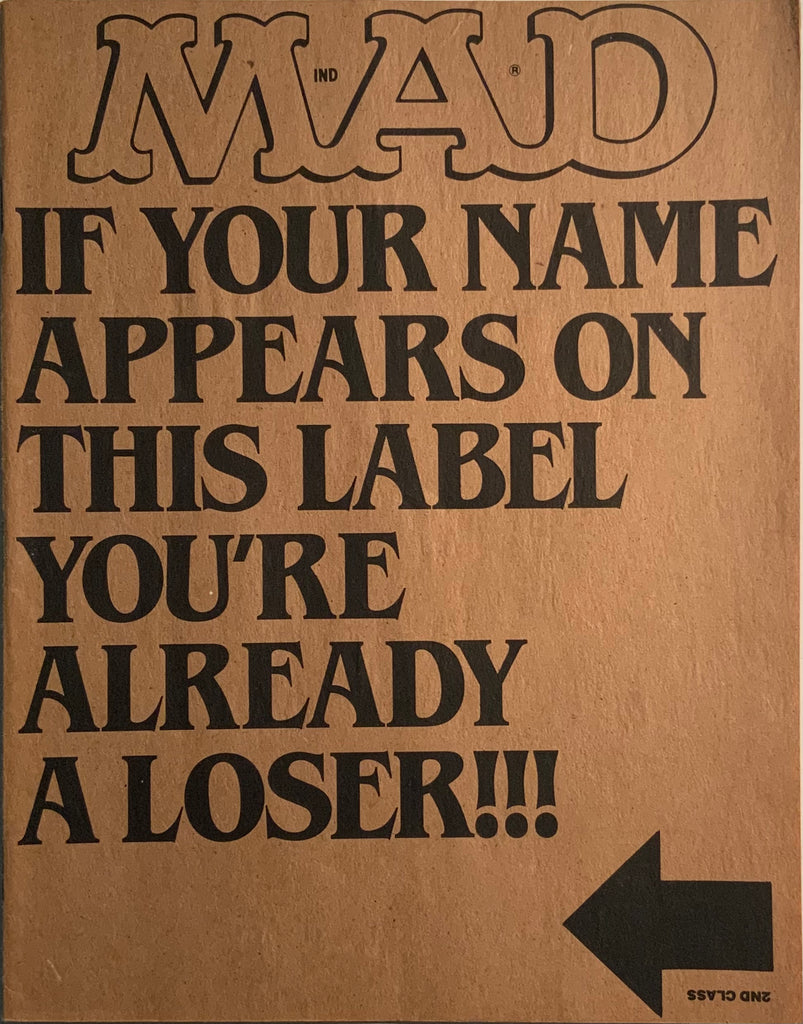 MAD
IND
®
IF YOUR NAME
APPEARS ON
THIS LABEL
YOU'RE
ALREADY
A LOSER!!!
2ND CLASS